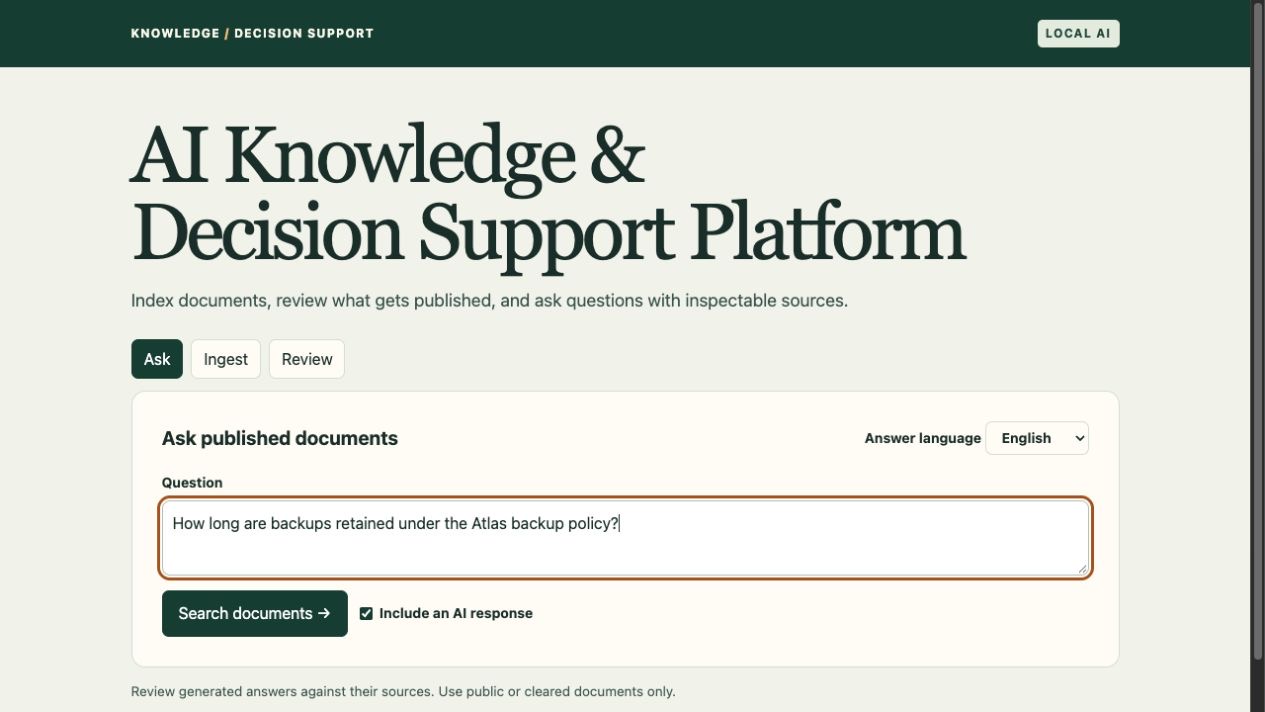 KNOWLEDGE / DECISION SUPPORT
LOCAL AI
AI Knowledge &
Decision Support Platform
Index documents, review what gets published, and ask questions with inspectable sources.
Ask
Ingest
Review
Ask published documents
Answer language
English
Question
How long are backups retained under the Atlas backup policy?
Search documents →
Include an AI response
Review generated answers against their sources. Use public or cleared documents only.